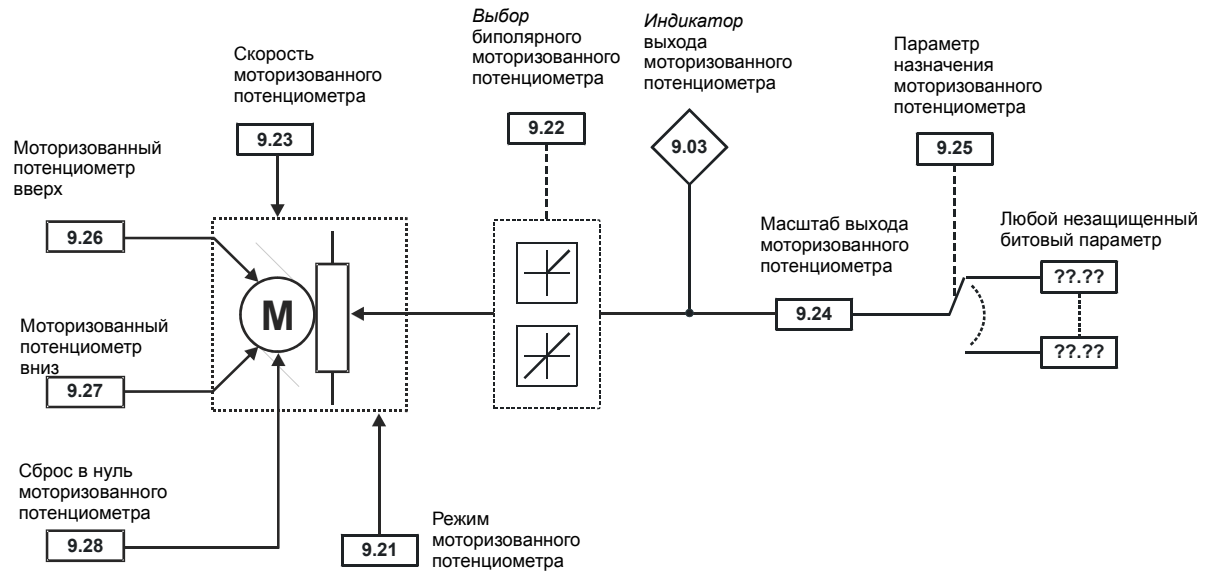 Выбор
биполярного
моторизованного
потенциометра
9.22
Индикатор
выхода
моторизованного
потенциометра
9.03
Параметр
назначения
моторизованного
потенциометра
9.25
Скорость
моторизованного
потенциометра
9.23
Моторизованный
потенциометр
вверх
9.26
M
Моторизованный
потенциометр
вниз
9.27
Масштаб выхода
моторизованного
потенциометра
9.24
Любой незащищенный
битовый параметр
??.??
??.??
Сброс в нуль
моторизованного
потенциометра
9.28
9.21
Режим
моторизованного
потенциометра